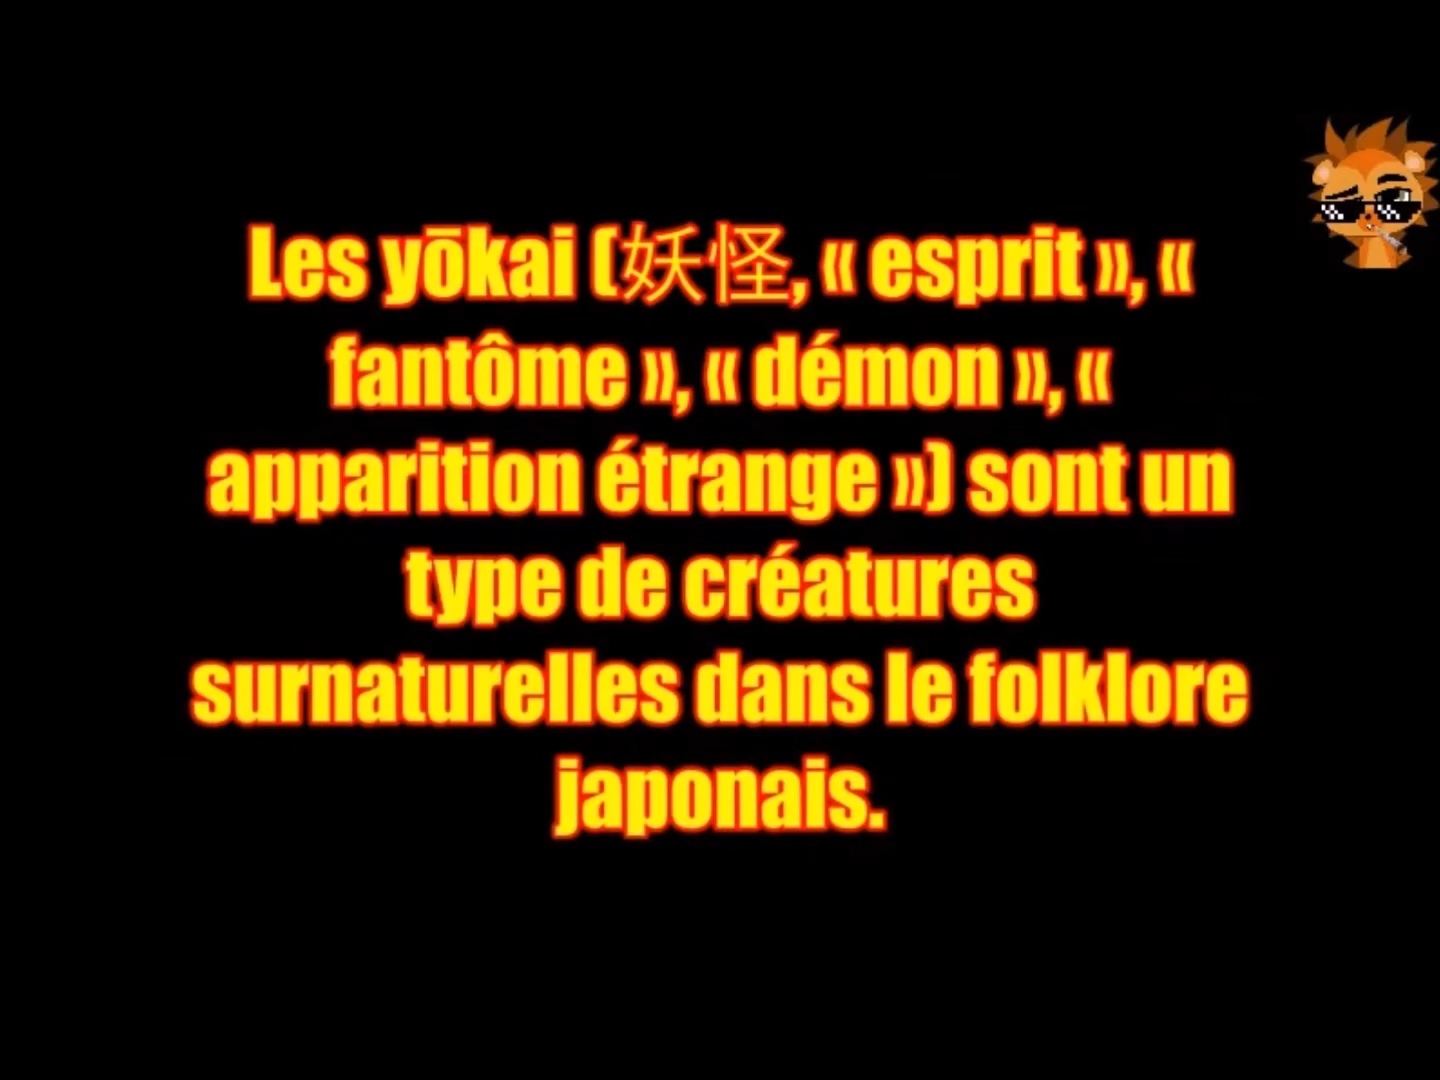 Les yōkai (妖怪, « esprit », «
fantôme », « démon », «
apparition étrange ») sont un
type de créatures
surnaturelles dans le folklore
japonais.